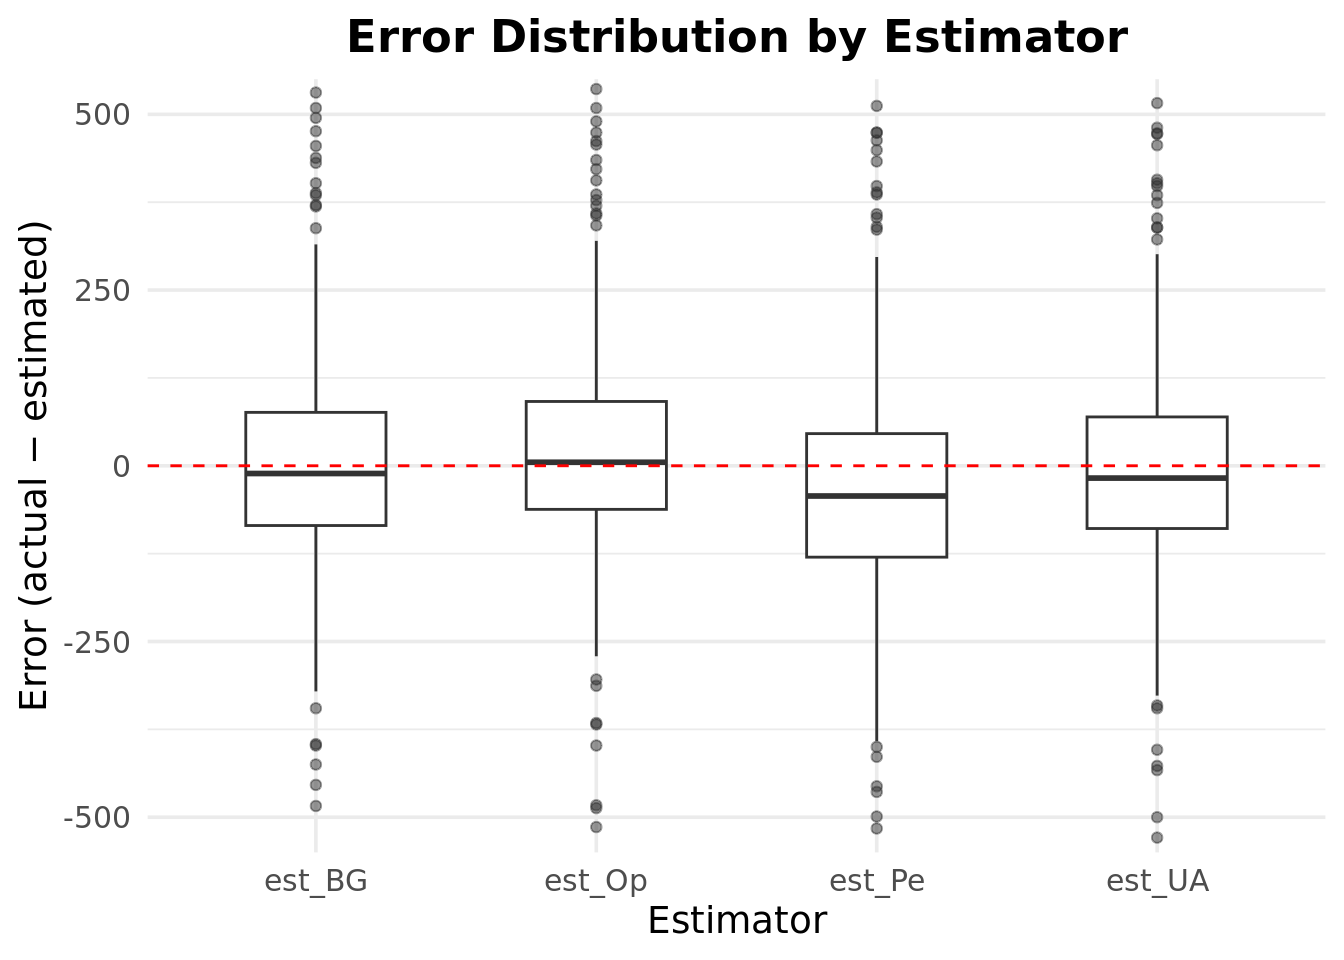 Error Distribution by Estimator
Error (actual − estimated)
500
250
0
-250
-500
est_BG est_Op est_Pe est_UA
Estimator